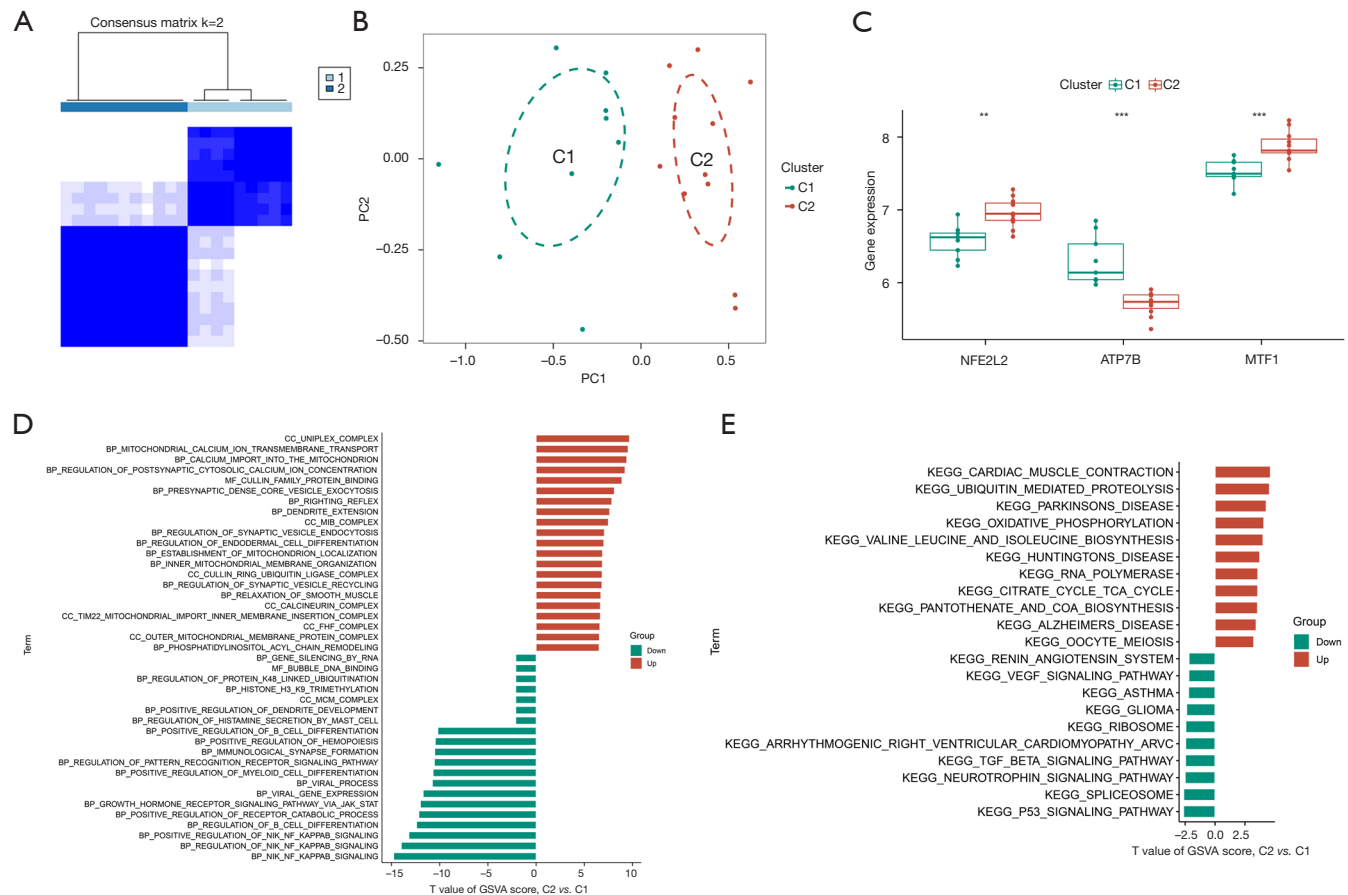 A
Consensus matrix k=2
1
2
B
0.25
0.00
−0.25
−0.50
PC2
C1
C2
−1.0
−0.5
0.0
0.5
PC1
Cluster
C1
C2
C
Cluster C1 C2
**
***
***
8
7
6
Gene expression
NFE2L2
ATP7B
MTF1
D
CC_UNIPLEX_COMPLEX
BP_MITOCHONDRIAL_CALCIUM_ION_TRANSMEMBRANE_TRANSPORT
BP_CALCIUM_IMPORT_INTO_THE_MITOCHONDRION
BP_REGULATION_OF_POSTSYNAPTIC_CYTOSOLIC_CALCIUM_ION_CONCENTRATION
MF_CULLIN_FAMILY_PROTEIN_BINDING
BP_PRESYNAPTIC_DENSE_CORE_VESICLE_EXOCYTOSIS
BP_RIGHTING_REFLEX
BP_DENDRITE_EXTENSION
CC_MIB_COMPLEX
BP_REGULATION_OF_SYNAPTIC_VESICLE_ENDOCYTOSIS
BP_REGULATION_OF_ENDODERMAL_CELL_DIFFERENTIATION
BP_ESTABLISHMENT_OF_MITOCHONDRION_LOCALIZATION
BP_INNER_MITOCHONDRIAL_MEMBRANE_ORGANIZATION
CC_CULLIN_RING_UBIQUITIN_LIGASE_COMPLEX
BP_REGULATION_OF_SYNAPTIC_VESICLE_RECYCLING
BP_RELAXATION_OF_SMOOTH_MUSCLE
CC_CALCINEURIN_COMPLEX
CC_TIM22_MITOCHONDRIAL_IMPORT_INNER_MEMBRANE_INSERTION_COMPLEX
CC_FHF_COMPLEX
CC_OUTER_MITOCHONDRIAL_MEMBRANE_PROTEIN_COMPLEX
BP_PHOSPHATIDYLINOSITOL_ACYL_CHAIN_REMODELING
BP_GENE_SILENCING_BY_RNA
MF_BUBBLE_DNA_BINDING
BP_REGULATION_OF_PROTEIN_K48_LINKED_UBIQUITINATION
BP_HISTONE_H3_K9_TRIMETHYLATION
CC_MCM_COMPLEX
BP_POSITIVE_REGULATION_OF_DENDRITE_DEVELOPMENT
BP_REGULATION_OF_HISTAMINE_SECRETION_BY_MAST_CELL
BP_POSITIVE_REGULATION_OF_B_CELL_DIFFERENTIATION
BP_POSITIVE_REGULATION_OF_HEMOPOIESIS
BP_IMMUNOLOGICAL_SYNAPSE_FORMATION
BP_REGULATION_OF_PATTERN_RECOGNITION_RECEPTOR_SIGNALING_PATHWAY
BP_POSITIVE_REGULATION_OF_MYELOID_CELL_DIFFERENTIATION
BP_VIRAL_PROCESS
BP_VIRAL_GENE_EXPRESSION
BP_GROWTH_HORMONE_RECEPTOR_SIGNALING_PATHWAY_VIA_JAK_STAT
BP_POSITIVE_REGULATION_OF_RECEPTOR_CATABOLIC_PROCESS
BP_REGULATION_OF_B_CELL_DIFFERENTIATION
BP_POSITIVE_REGULATION_OF_NIK_NF_KAPPAB_SIGNALING
BP_REGULATION_OF_NIK_NF_KAPPAB_SIGNALING
BP_NIK_NF_KAPPAB_SIGNALING
Term
−15
−10
−5
0
5
10
T value of GSVA score, C2 vs. C1
Group
Down
Up
E
KEGG_CARDIAC_MUSCLE_CONTRACTION
KEGG_UBIQUITIN_MEDIATED_PROTEOLYSIS
KEGG_PARKINSONS_DISEASE
KEGG_OXIDATIVE_PHOSPHORYLATION
KEGG_VALINE_LEUCINE_AND_ISOLEUCINE_BIOSYNTHESIS
KEGG_HUNTINGTONS_DISEASE
KEGG_RNA_POLYMERASE
KEGG_CITRATE_CYCLE_TCA_CYCLE
KEGG_PANTOTHENATE_AND_COA_BIOSYNTHESIS
KEGG_ALZHEIMERS_DISEASE
KEGG_OOCYTE_MEIOSIS
KEGG_RENIN_ANGIOTENSIN_SYSTEM
KEGG_VEGF_SIGNALING_PATHWAY
KEGG_ASTHMA
KEGG_GLIOMA
KEGG_RIBOSOME
KEGG_ARRHYTHMOGENIC_RIGHT_VENTRICULAR_CARDIOMYOPATHY_ARVC
KEGG_TGF_BETA_SIGNALING_PATHWAY
KEGG_NEUROTROPHIN_SIGNALING_PATHWAY
KEGG_SPLICEOSOME
KEGG_P53_SIGNALING_PATHWAY
Term
−2.5
0.0
2.5
T value of GSVA score, C2 vs. C1
Group
Down
Up